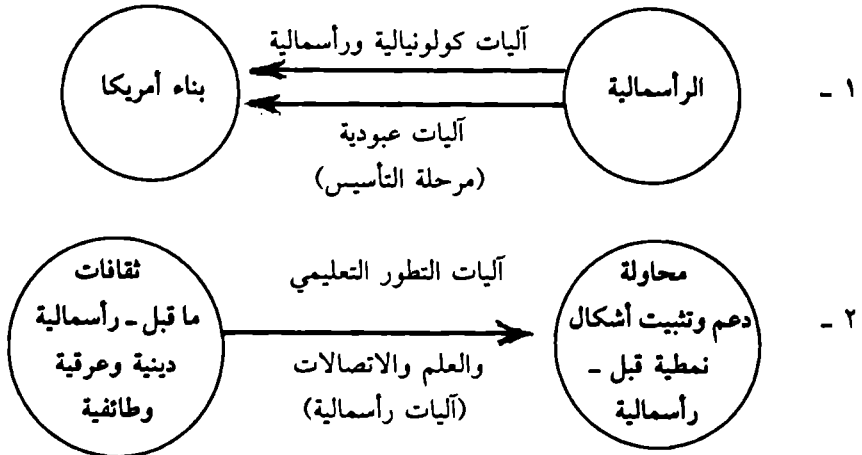 ١ -
الرأسمالية
آليات كولونيالية ورأسمالية
آليات عبودية
(مرحلة التأسيس)
بناء أمريكا
٢ -
محاولة
دعم وتثبيت أشكال
نمطية قبل -
رأسمالية
آليات التطور التعليمي
والعلم والاتصالات
(آليات رأسمالية)
ثقافات
ما قبل - رأسمالية
دينية وعرقية
وطائفية